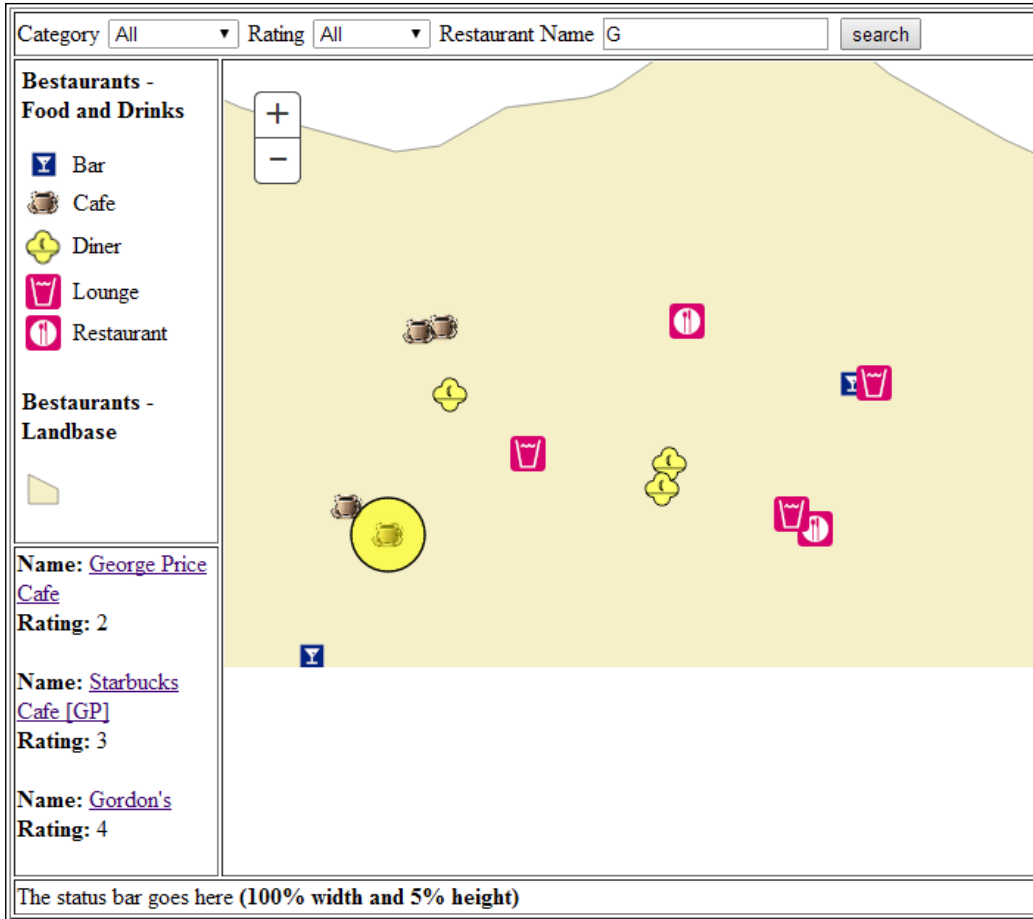 Category All Rating All Restaurant Name G search
Bestaurants -
Food and Drinks
Bar
Cafe
Diner
Lounge
Restaurant
Bestaurants -
Landbase
+
−
Name: George Price
Cafe
Rating: 2
Name: Starbucks
Cafe [GP]
Rating: 3
Name: Gordon's
Rating: 4
The status bar goes here (100% width and 5% height)